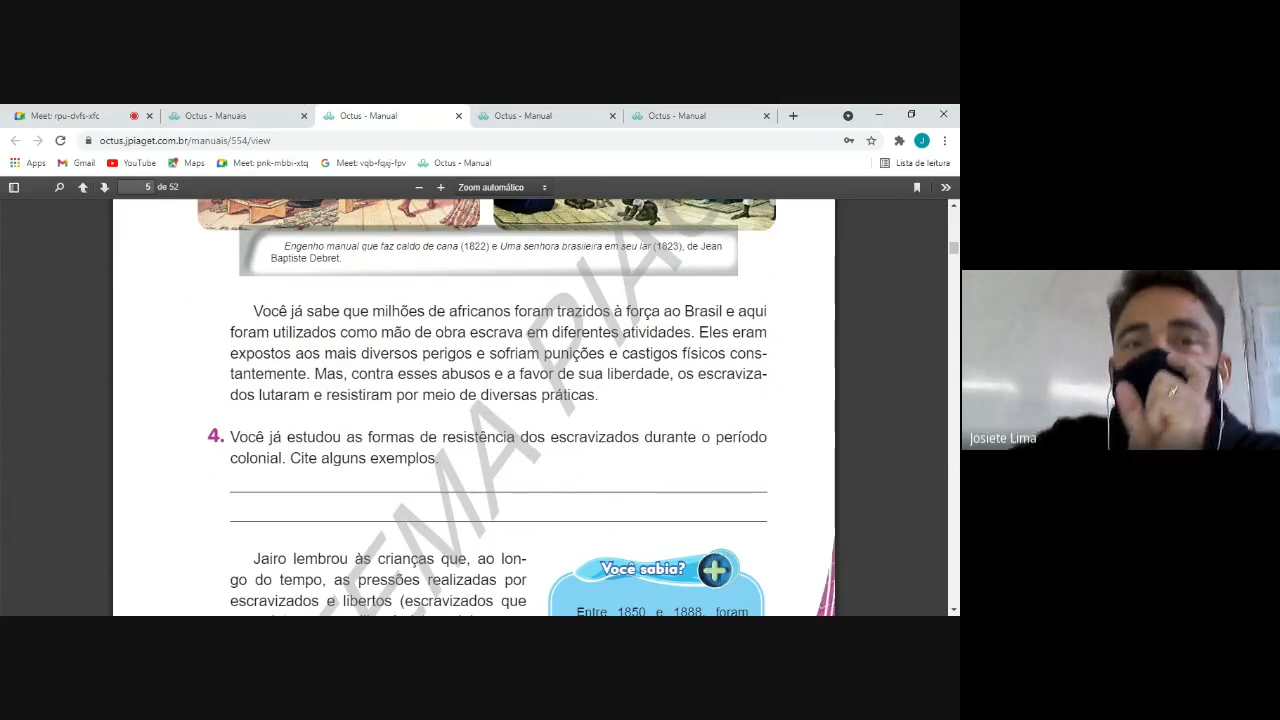 Meet: rpu-dvfs-xfc
Octus - Manuais
Octus - Manual
Octus - Manual
Octus - Manual
octus.jpiaget.com.br/manuais/554/view
J
Apps
Gmail
YouTube
Maps
Meet: pnk-mbbi-xtq
Meet: vqb-fqxj-fpv
Octus - Manual
Lista de leitura
5 de 52
Zoom automático
Engenho manual que faz caldo de cana (1822) e Uma senhora brasileira em seu lar (1823), de Jean
Baptiste Debret.
Você já sabe que milhões de africanos foram trazidos à força ao Brasil e aqui
foram utilizados como mão de obra escrava em diferentes atividades. Eles eram
expostos aos mais diversos perigos e sofriam punições e castigos físicos cons-
tantemente. Mas, contra esses abusos e a favor de sua liberdade, os escraviza-
dos lutaram e resistiram por meio de diversas práticas.
4. Você já estudou as formas de resistência dos escravizados durante o período
colonial. Cite alguns exemplos.
Jairo lembrou às crianças que, ao lon-
go do tempo, as pressões realizadas por
escravizados e libertos (escravizados que
Você sabia?
Entre 1850 e 1888, foram
EMA PIAG
Josiete Lima